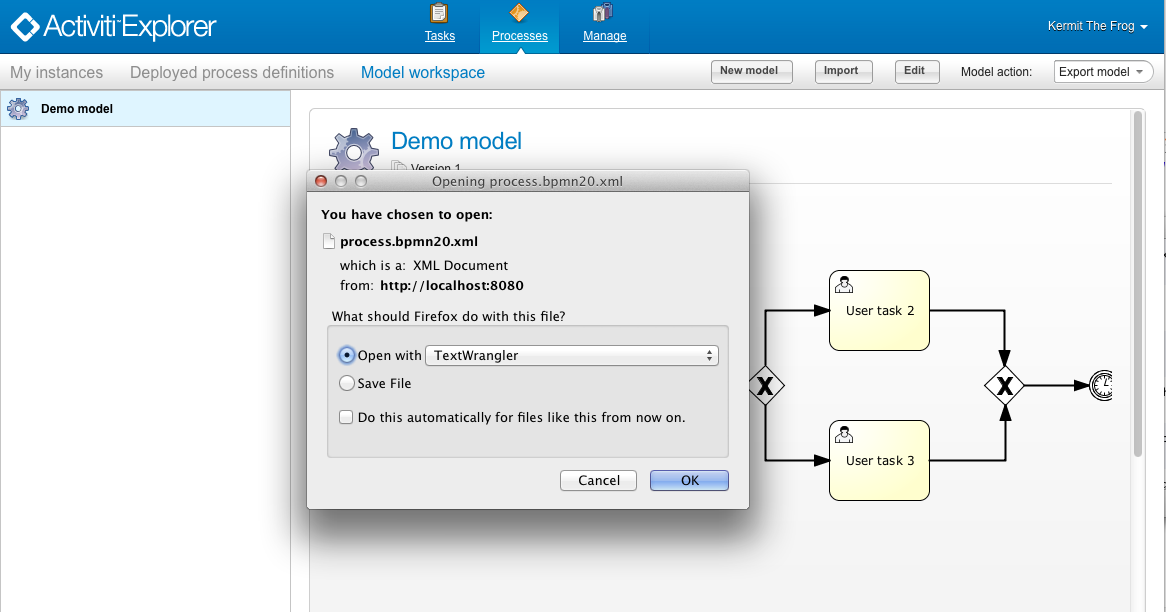 Activiti™ Explorer
Tasks
Processes
Manage
Kermit The Frog
My instances
Deployed process definitions
Model workspace
New model
Import
Edit
Model action:
Export model
Demo model
Demo model
Version 1
Opening process.bpmn20.xml
You have chosen to open:
process.bpmn20.xml
which is a: XML Document
from: http://localhost:8080
What should Firefox do with this file?
Open with TextWrangler
Save File
Do this automatically for files like this from now on.
Cancel
OK
User task 2
User task 3